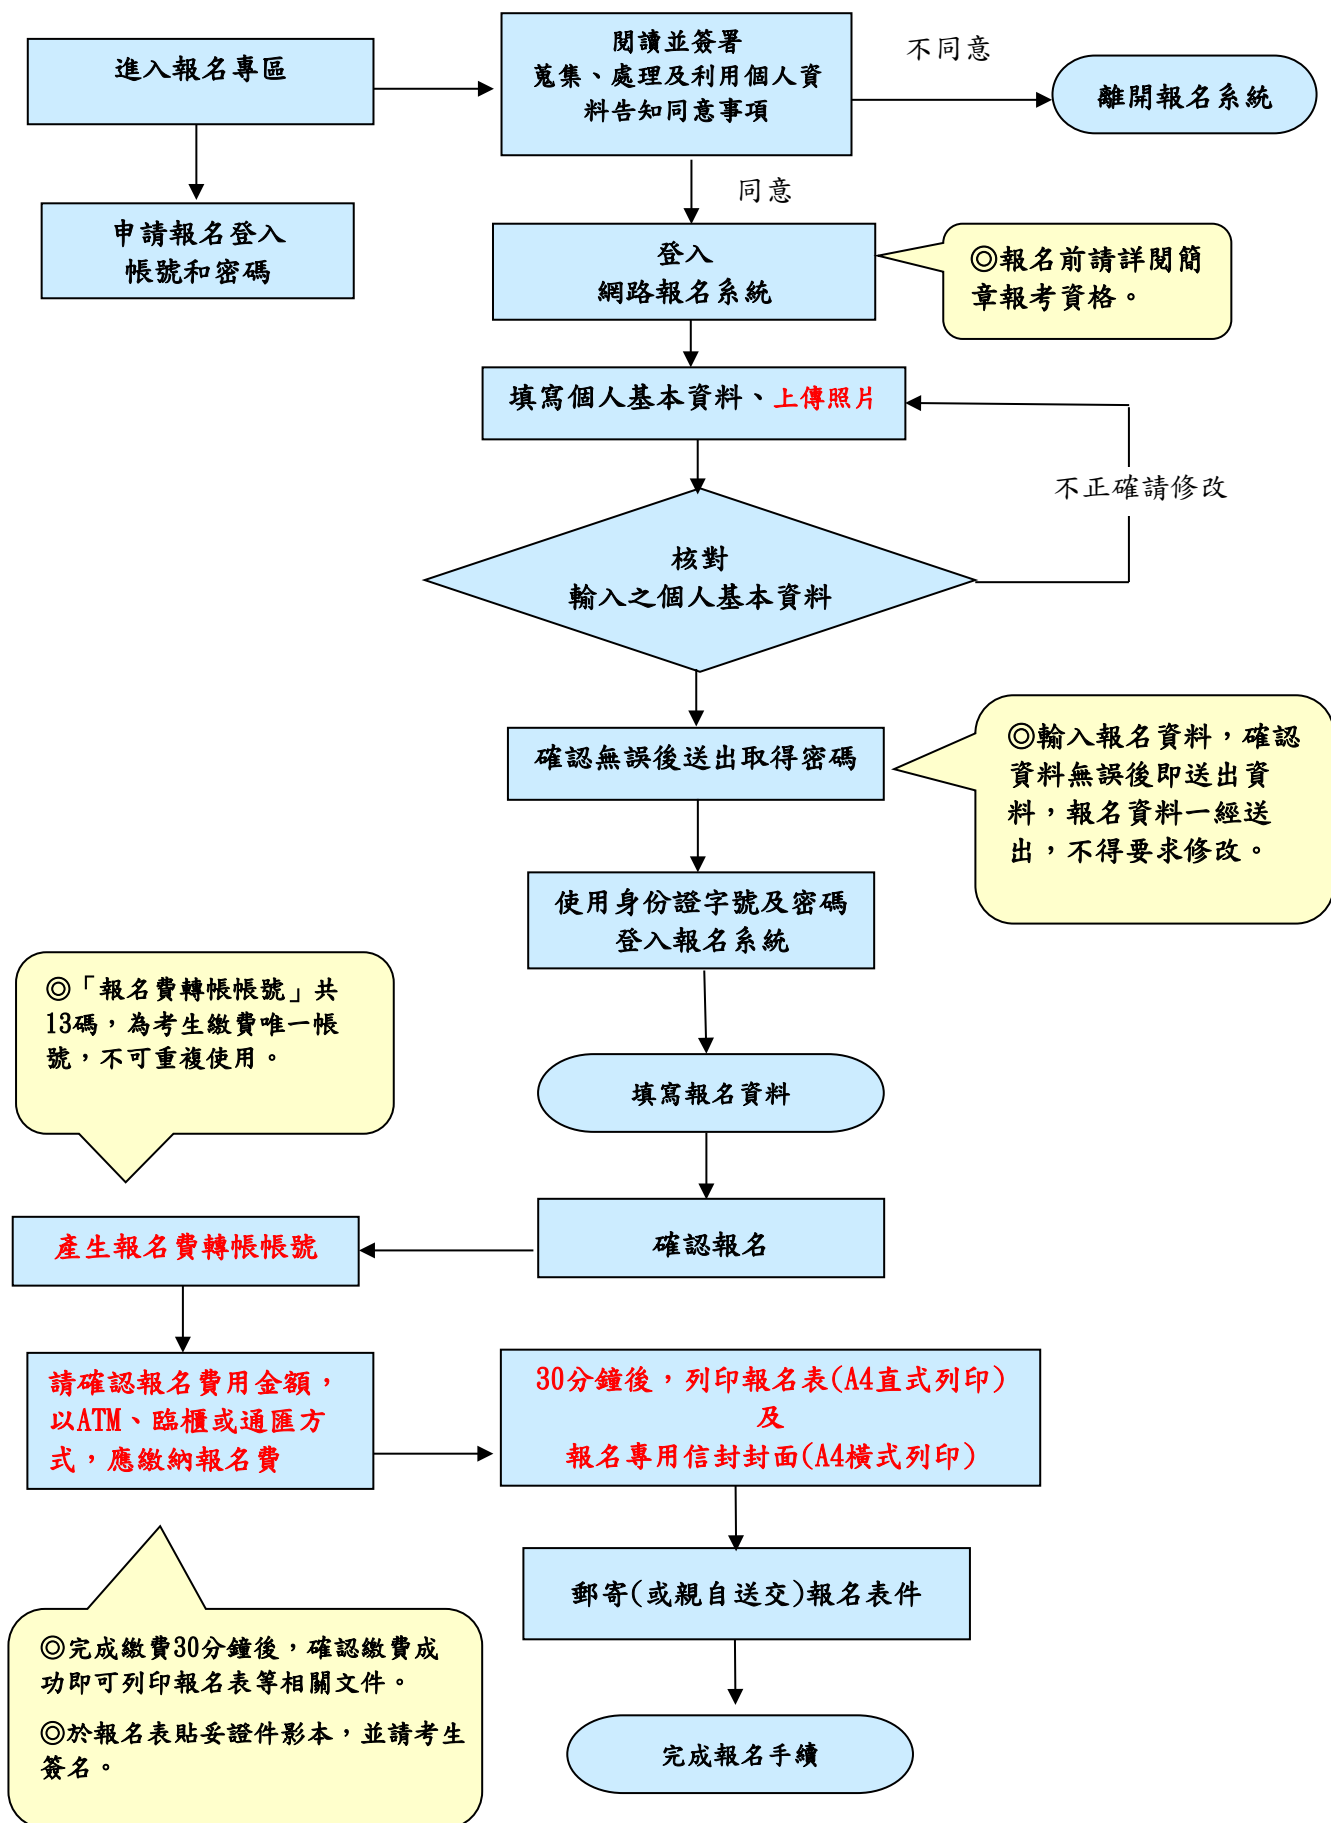 進入報名專區
閱讀並簽署
蒐集、處理及利用個人資
料告知同意事項
不同意
離開報名系統
申請報名登入
帳號和密碼
同意
登入
網路報名系統
◎報名前請詳閱簡
章報考資格。
填寫個人基本資料、上傳照片
不正確請修改
核對
輸入之個人基本資料
確認無誤後送出取得密碼
◎輸入報名資料，確認
資料無誤後即送出資
料，報名資料一經送
出，不得要求修改。
使用身份證字號及密碼
登入報名系統
◎「報名費轉帳帳號」共
13碼，為考生繳費唯一帳
號，不可重複使用。
填寫報名資料
確認報名
產生報名費轉帳帳號
請確認報名費用金額，
以ATM、臨櫃或通匯方
式，應繳納報名費
30分鐘後，列印報名表(A4直式列印)
及
報名專用信封封面(A4橫式列印)
郵寄(或親自送交)報名表件
◎完成繳費30分鐘後，確認繳費成
功即可列印報名表等相關文件。
◎於報名表貼妥證件影本，並請考生
簽名。
完成報名手續